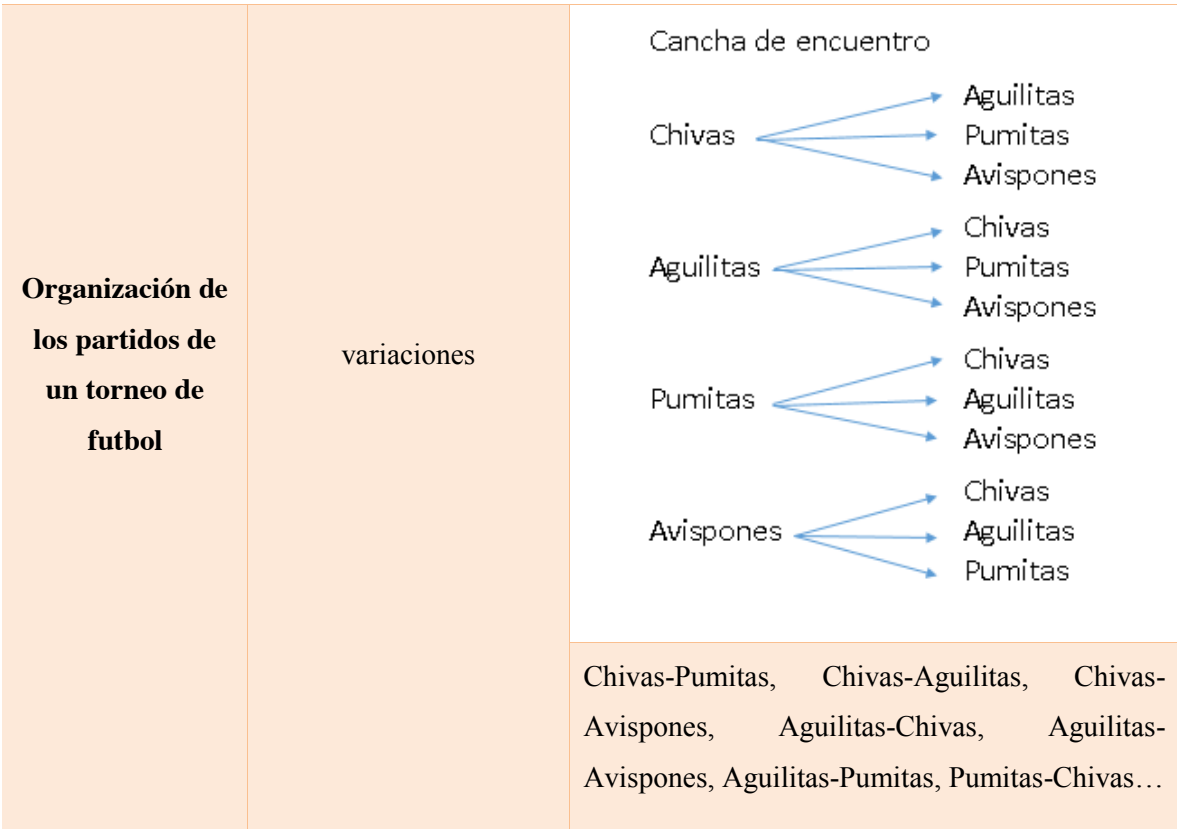 Organización de
los partidos de
un torneo de
futbol
variaciones
Cancha de encuentro
Chivas
Aguilitas
Pumitas
Avispones
Aguilitas
Chivas
Pumitas
Avispones
Pumitas
Chivas
Aguilitas
Avispones
Avispones
Chivas
Aguilitas
Pumitas
Chivas-Pumitas, Chivas-Aguilitas, Chivas-
Avispones, Aguilitas-Chivas, Aguilitas-
Avispones, Aguilitas-Pumitas, Pumitas-Chivas…